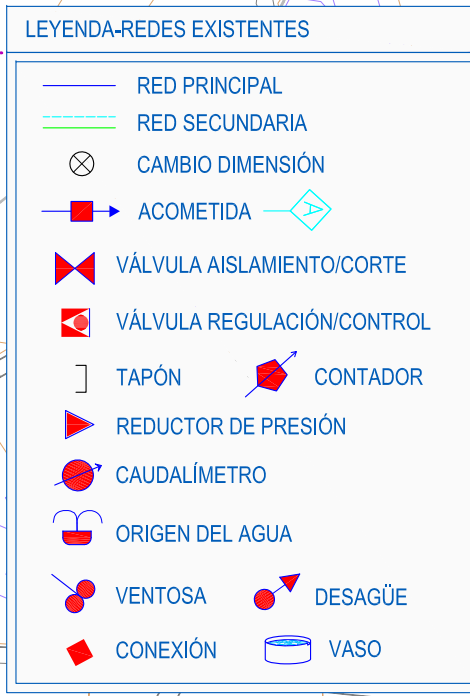 LEYENDA-REDES EXISTENTES
RED PRINCIPAL
RED SECUNDARIA
CAMBIO DIMENSIÓN
ACOMETIDA A
VÁLVULA AISLAMIENTO/CORTE
VÁLVULA REGULACIÓN/CONTROL
TAPÓN CONTADOR
REDUCTOR DE PRESIÓN
CAUDALÍMETRO
ORIGEN DEL AGUA
VENTOSA DESAGÜE
CONEXIÓN VASO